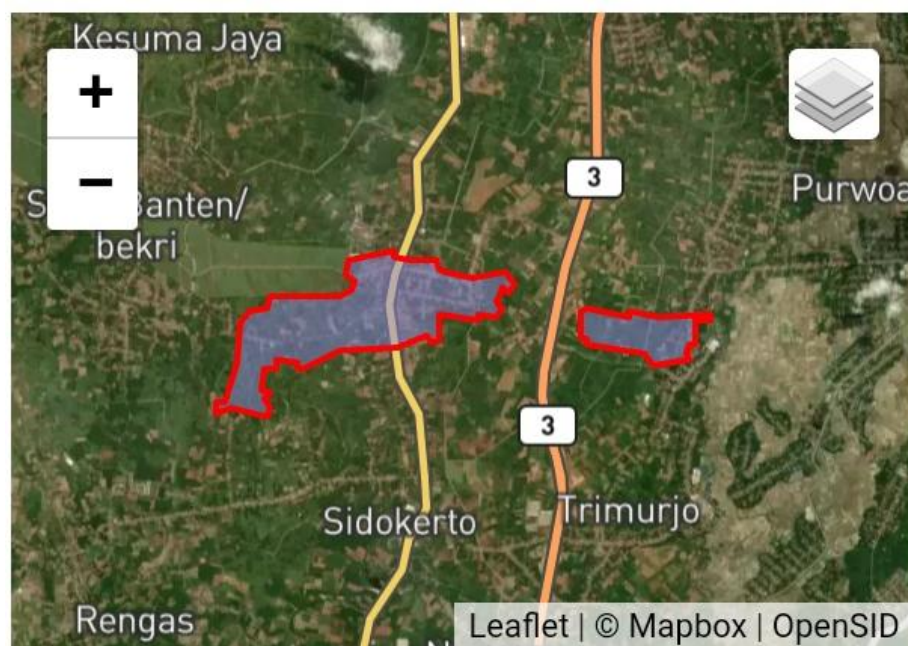 Kesuma Jaya
+
−
3
Banten/
bekri
Purwoa
3
Sidokerto
Trimurjo
Rengas
Leaflet | © Mapbox | OpenSID